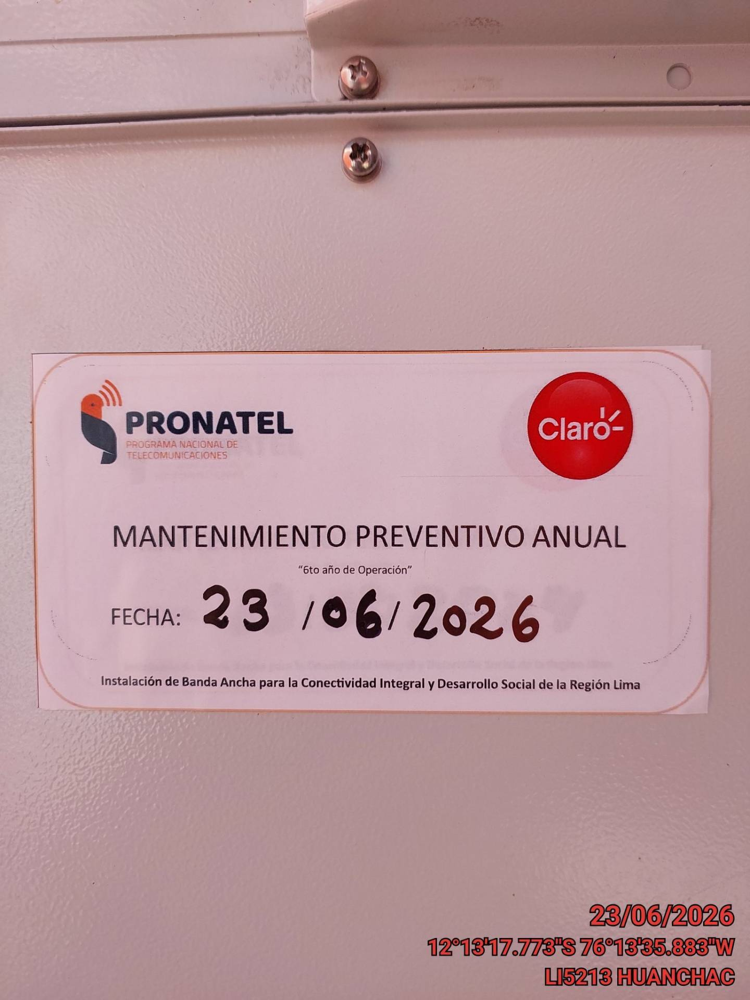 PRONATEL
PROGRAMA NACIONAL DE
TELECOMUNICACIONES
Claro
MANTENIMIENTO PREVENTIVO ANUAL
“6to año de Operación”
FECHA: 23 /06/2026
Instalación de Banda Ancha para la Conectividad Integral y Desarrollo Social de la Región Lima
23/06/2026
12°13'17.773"S 76°13'35.883"W
LI5213 HUANCHAC